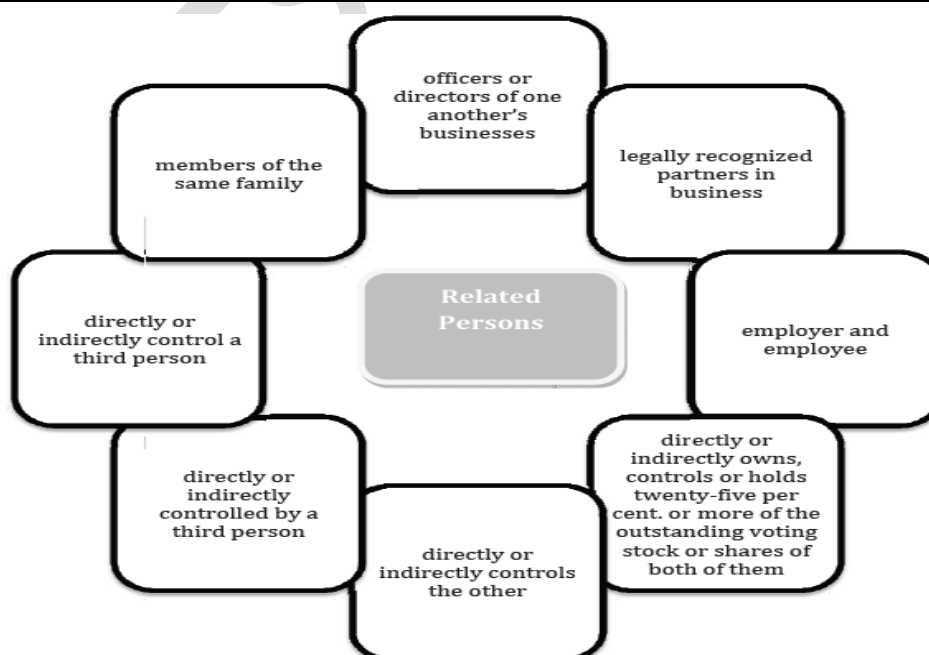 officers or
directors of one
another's
businesses
legally recognized
partners in
business
employer and
employee
directly or
indirectly owns,
controls or holds
twenty-five per
cent. or more of the
outstanding voting
stock or shares of
both of them
directly or
indirectly controls
the other
directly or
indirectly
controlled by a
third person
directly or
indirectly control a
third person
members of the
same family
Related
Persons